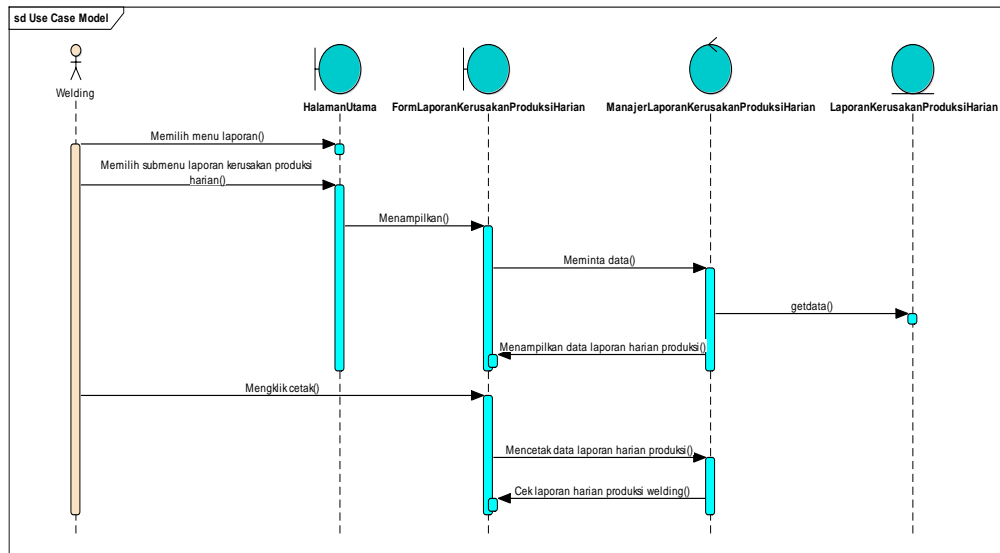 sd Use Case Model
Welding
HalamanUtama
FormLaporanKerusakanProduksiHarian
ManajerLaporanKerusakanProduksiHarian
LaporanKerusakanProduksiHarian
Memilih menu laporan()
Memilih submenu laporan kerusakan produksi
harian()
Menampilkan()
Meminta data()
getdata()
Menampilkan data laporan harian produksi()
Mengklik cetak()
Mencetak data laporan harian produksi()
Cek laporan harian produksi welding()